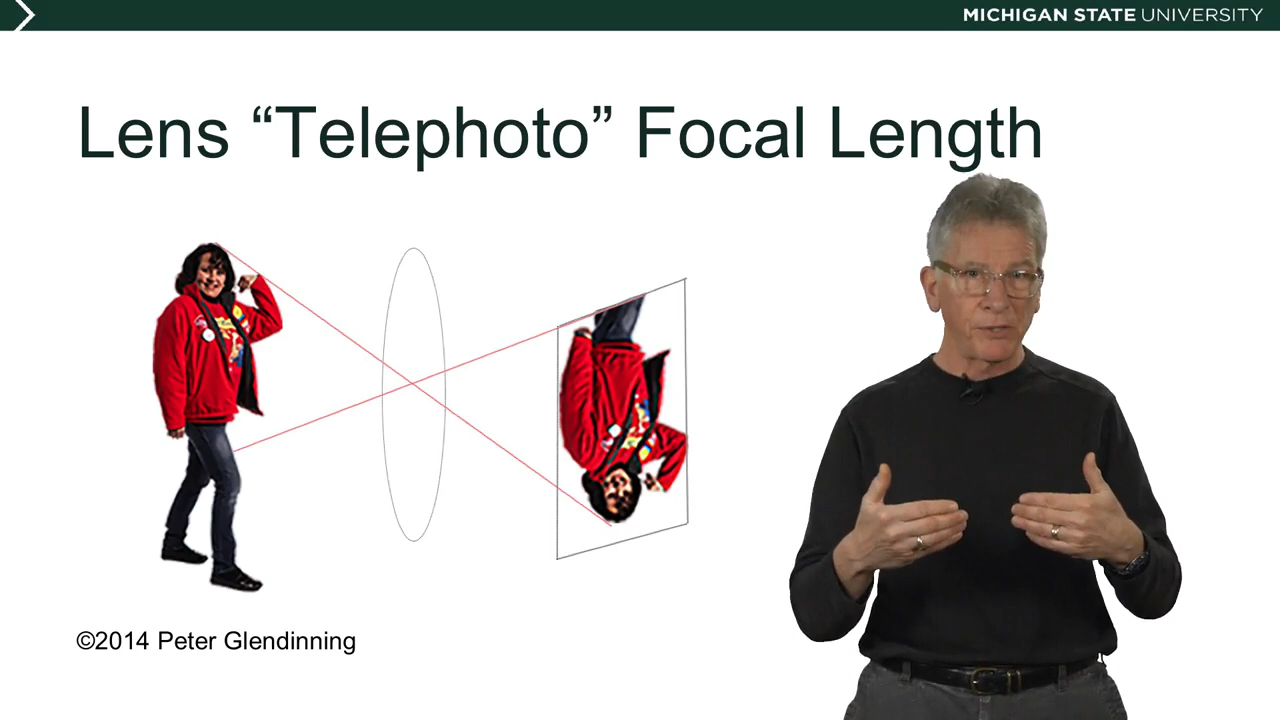 MICHIGAN STATE UNIVERSITY
Lens “Telephoto” Focal Length
©2014 Peter Glendinning